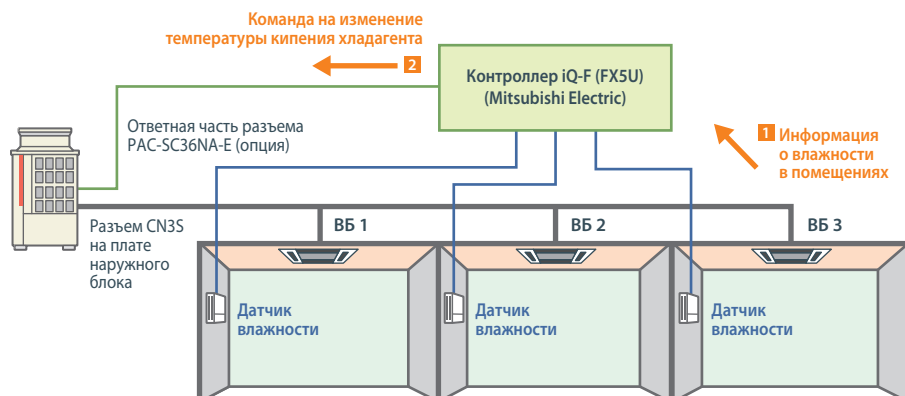 Команда на изменение
температуры кипения хладагента
2
Контроллер iQ-F (FX5U)
(Mitsubishi Electric)
Ответная часть разъема
PAC-SC36NA-E (опция)
1 Информация
о влажности
в помещениях
Разъем CN3S
на плате
наружного
блока
ВБ 1
ВБ 2
ВБ 3
Датчик
влажности
Датчик
влажности
Датчик
влажности